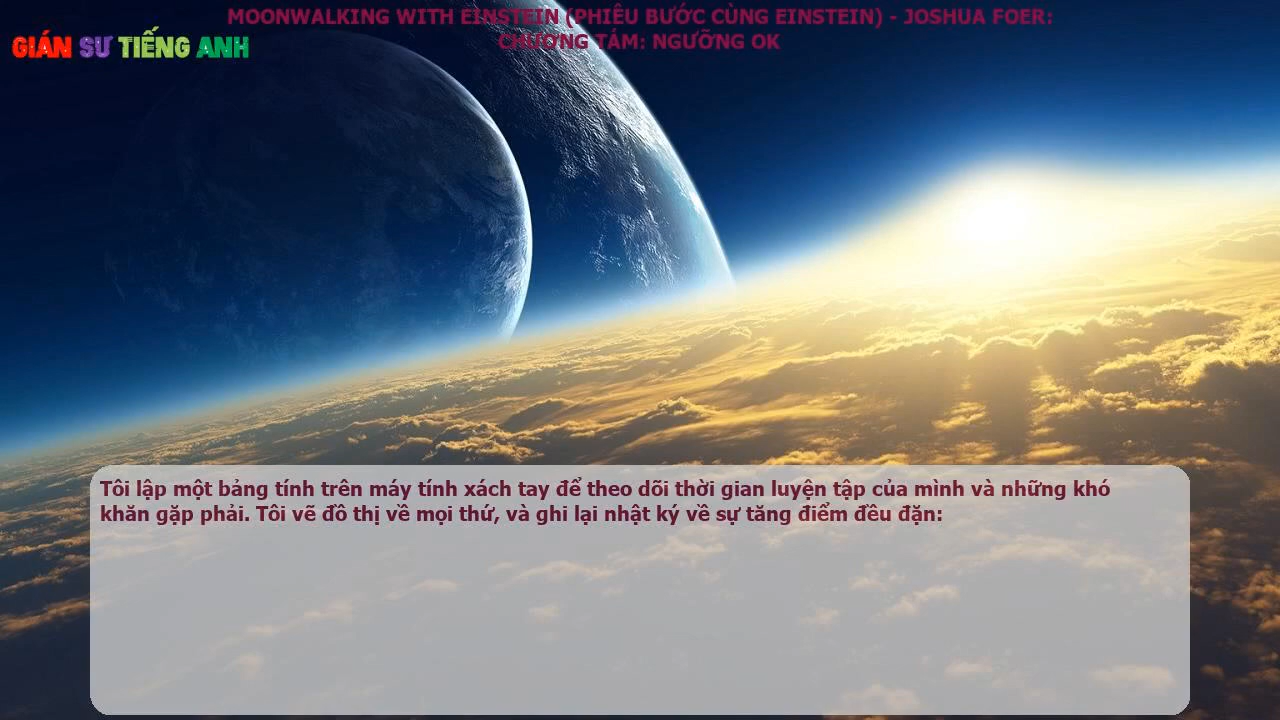 MOONWALKING WITH EINSTEIN (PHIÊU BƯỚC CÙNG EINSTEIN) - JOSHUA FOER:
CHƯƠNG TÁM: NGƯỠNG OK
GIÁN SƯ TIẾNG ANH
Tôi lập một bảng tính trên máy tính xách tay để theo dõi thời gian luyện tập của mình và những khó
khăn gặp phải. Tôi vẽ đồ thị về mọi thứ, và ghi lại nhật ký về sự tăng điểm đều đặn: